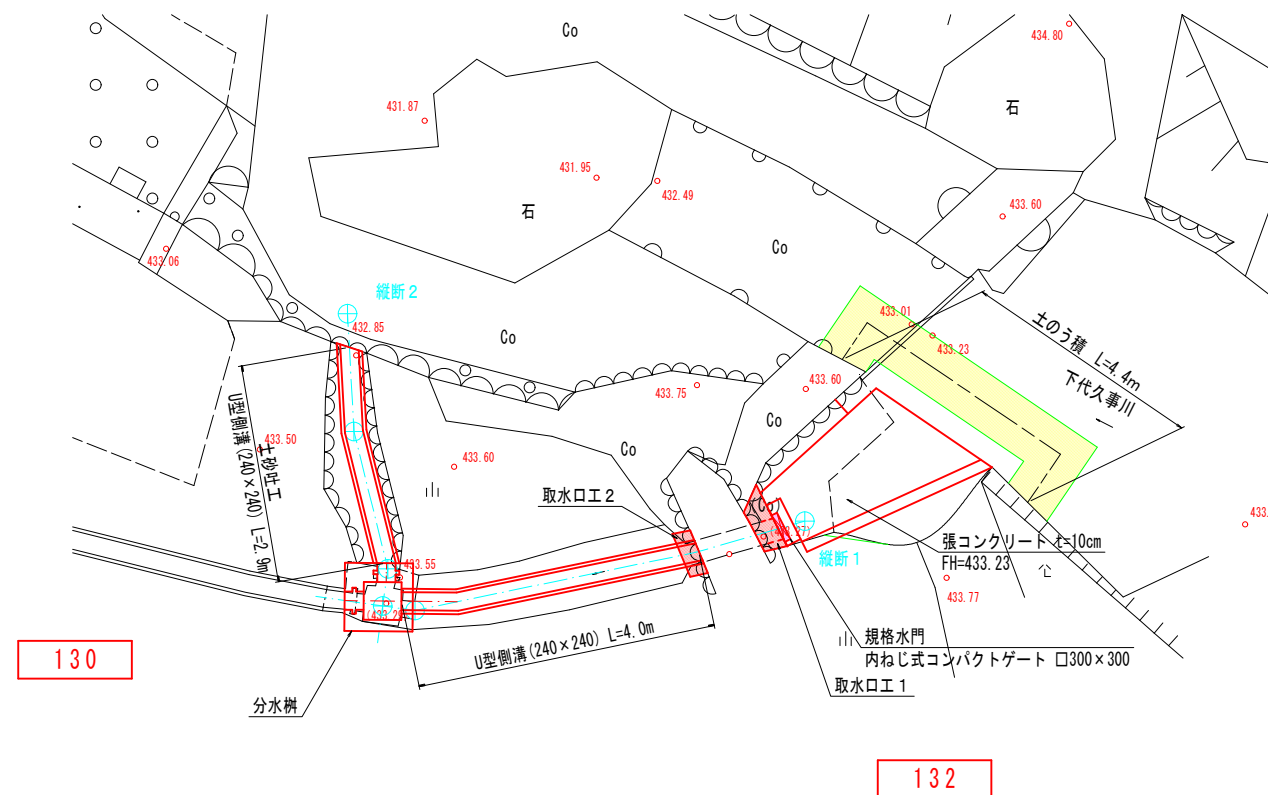 Co
434.80
石
431.87
431.95
432.49
石
433.60
Co
433.06
縦断2
432.85
Co
433.01
433.23
土のう積 L=4.4m
下代久事川
433.75
433.60
Co
Co
433.50
土砂吐工
U型側溝(240×240) L=2.9m
433.60
取水口工2
縦断1
張コンクリート t=10cm
FH=433.23
433.55
433.77
規格水門
内ねじ式コンパクトゲート □300×300
取水口工1
U型側溝(240×240) L=4.0m
130
分水桝
132